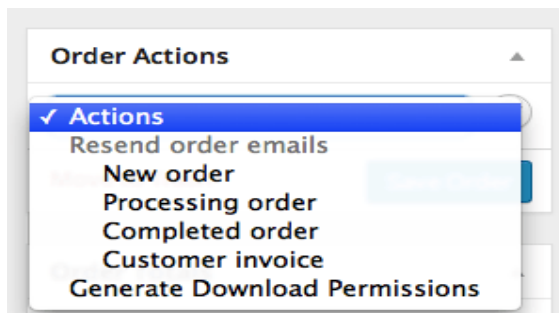 Order Actions
✓ Actions
Resend order emails
New order
Processing order
Completed order
Customer invoice
Generate Download Permissions